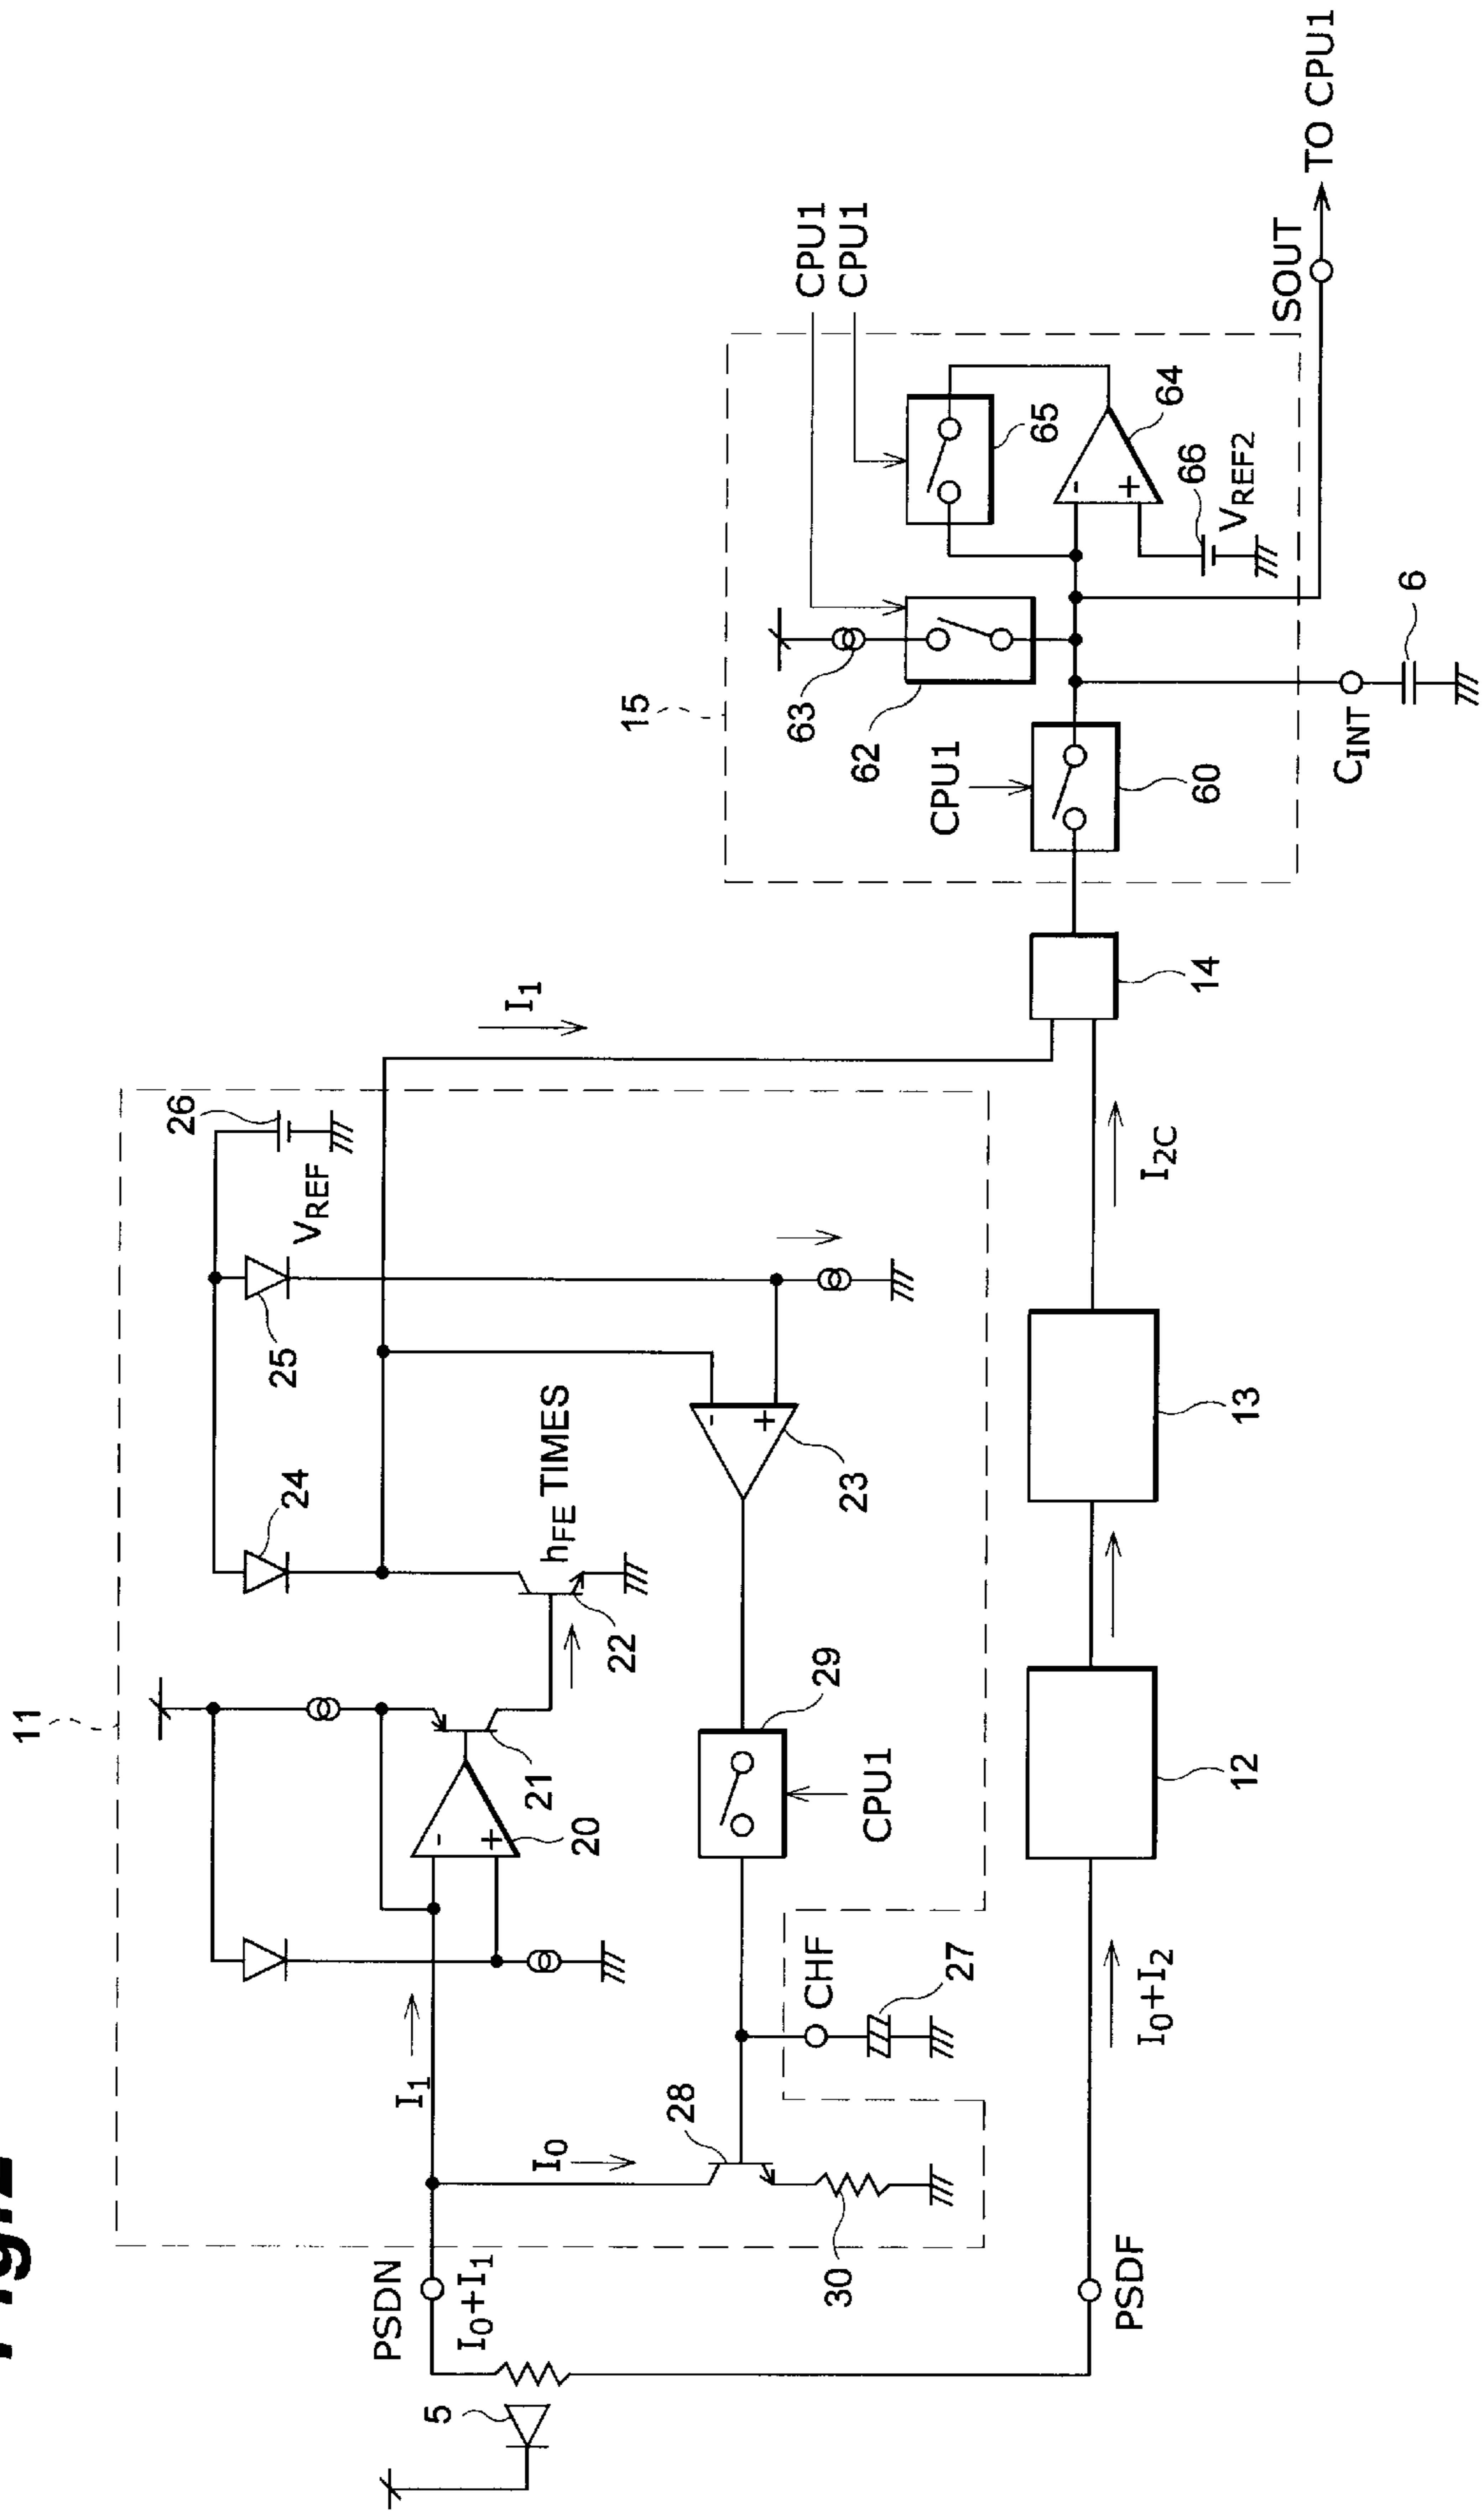 11
26
VREF
25
24
hFE TIMES
22
21
20
23
29
CPU1
CHF
27
28
30
I1
I0
PSDN
I0+I1
5
PSDF
I0+I2
12
13
I2C
I1
14
15
CPU1
CPU1
63
62
CPU1
60
65
64
66
VREF2
CINT
6
SOUT
TO CPU1